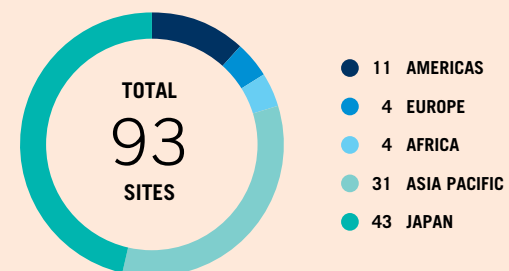 TOTAL
93
SITES
11 AMERICAS
4 EUROPE
4 AFRICA
31 ASIA PACIFIC
43 JAPAN